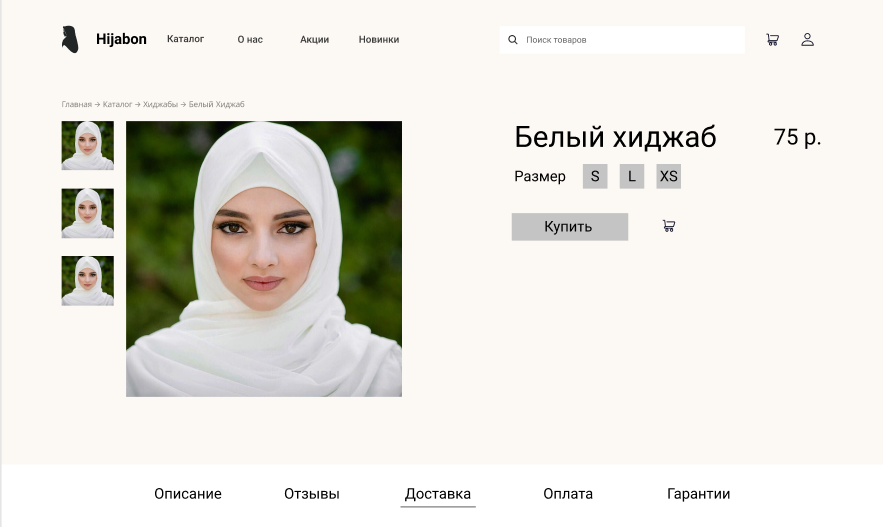 Hijabon Каталог О нас Акции Новинки Поиск товаров
Главная → Каталог → Хиджабы → Белый Хиджаб
Белый хиджаб 75 р.
Размер S L XS
Купить
Описание Отзывы Доставка Оплата Гарантии